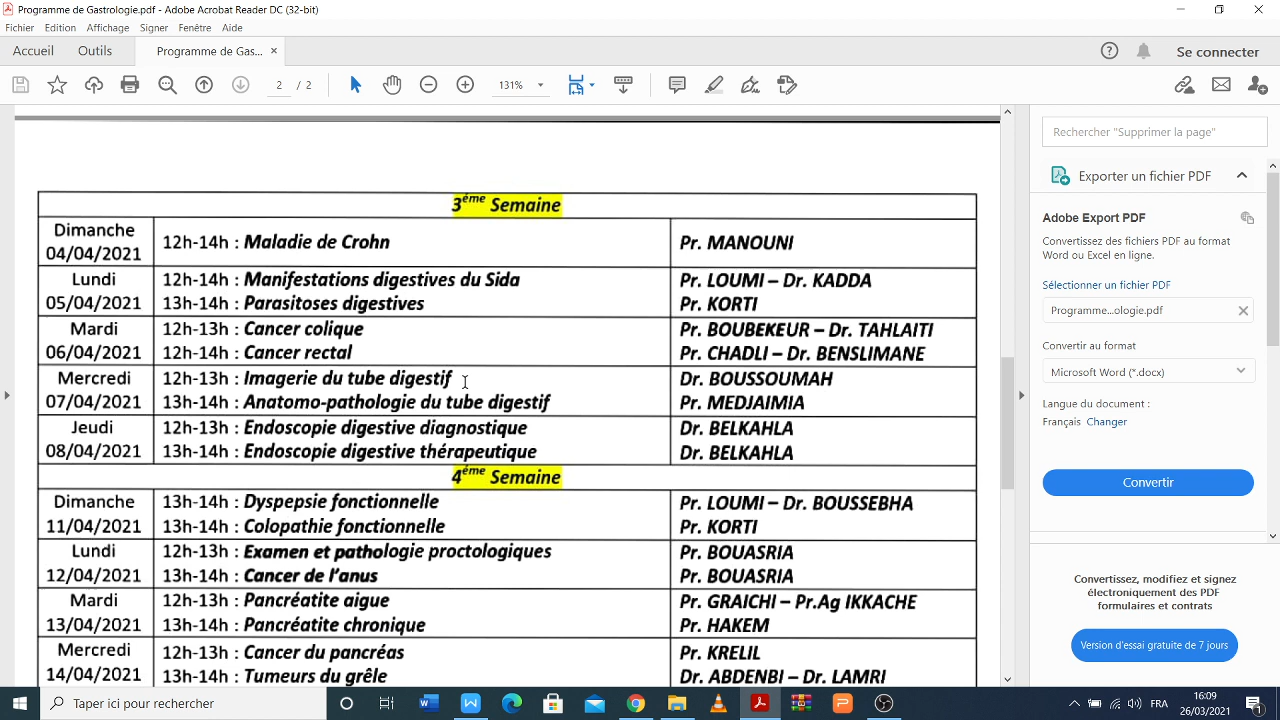 Programme de Gastrologie.pdf - Adobe Acrobat Reader DC (32-bit)
Fichier Edition Affichage Signer Fenêtre Aide
Accueil Outils Programme de Gas... × Se connecter
2 / 2 131%
Rechercher "Supprimer la page"
Exporter un fichier PDF
Adobe Export PDF
Convertissez des fichiers PDF au format
Word ou Excel en ligne.
Sélectionner un fichier PDF
Programme...ologie.pdf
Convertir au format
Microsoft Word (*.docx)
Langue du document :
Français Changer
Convertir
Convertissez, modifiez et signez
électroniquement des PDF
formulaires et contrats
Version d'essai gratuite de 7 jours
3éme Semaine
Dimanche
04/04/2021
12h-14h : Maladie de Crohn
Pr. MANOUNI
Lundi
05/04/2021
12h-14h : Manifestations digestives du Sida
13h-14h : Parasitoses digestives
Pr. LOUMI – Dr. KADDA
Pr. KORTI
Mardi
06/04/2021
12h-13h : Cancer colique
12h-14h : Cancer rectal
Pr. BOUBEKEUR – Dr. TAHLAITI
Pr. CHADLI – Dr. BENSLIMANE
Mercredi
07/04/2021
12h-13h : Imagerie du tube digestif
13h-14h : Anatomo-pathologie du tube digestif
Dr. BOUSSOUMAH
Pr. MEDJAIMIA
Jeudi
08/04/2021
12h-13h : Endoscopie digestive diagnostique
13h-14h : Endoscopie digestive thérapeutique
Dr. BELKAHLA
Dr. BELKAHLA
4éme Semaine
Dimanche
11/04/2021
13h-14h : Dyspepsie fonctionnelle
13h-14h : Colopathie fonctionnelle
Pr. LOUMI – Dr. BOUSSEBHA
Pr. KORTI
Lundi
12/04/2021
12h-13h : Examen et pathologie proctologiques
13h-14h : Cancer de l'anus
Pr. BOUASRIA
Pr. BOUASRIA
Mardi
13/04/2021
12h-13h : Pancréatite aigue
13h-14h : Pancréatite chronique
Pr. GRAICHI – Pr.Ag IKKACHE
Pr. HAKEM
Mercredi
14/04/2021
12h-13h : Cancer du pancréas
13h-14h : Tumeurs du grêle
Pr. KRELIL
Dr. ABDENBI – Dr. LAMRI
Taper ici pour rechercher
FRA
16:09
26/03/2021
1